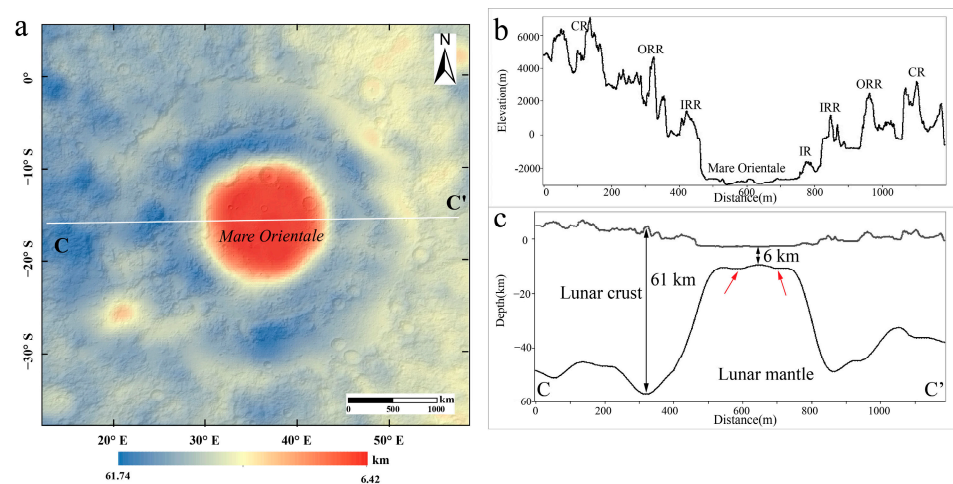 a
N
0°
−10° S
−20° S
−30° S
C
C'
Mare Orientale
km
0 500 1000
20° E 30° E 40° E 50° E
km
61.74 6.42
b
Elevation(m)
6000
4000
2000
0
−2000
CR
ORR
IRR
Mare Orientale
IR
IRR
ORR
CR
0 200 400 600 800 1000
Distance(m)
c
Depth(km)
0
−20
−40
60
6 km
61 km
Lunar crust
Lunar mantle
C
C’
0 200 400 600 800 1000
Distance(m)